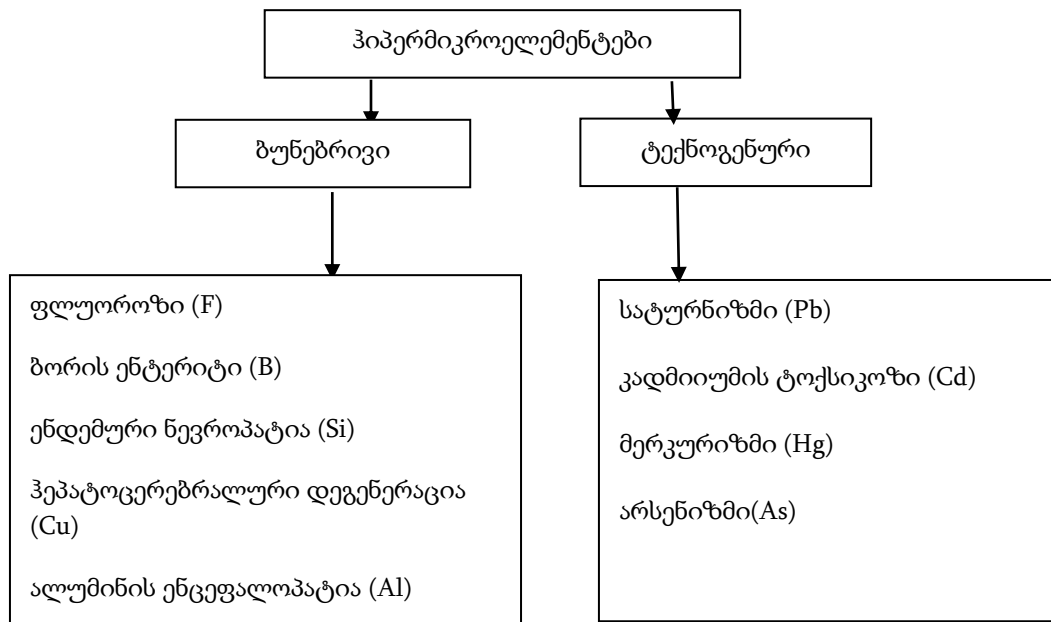 ჰიპერმიკროელემენტები
ბუნებრივი
ტექნოგენური
ფლუოროზი (F)
ბორის ენტერიტი (B)
ენდემური ნევროპატია (Si)
ჰეპატოცერებრალური დეგენერაცია
(Cu)
ალუმინის ენცეფალოპატია (Al)
სატურნიზმი (Pb)
კადმიიუმის ტოქსიკოზი (Cd)
მერკურიზმი (Hg)
არსენიზმი(As)